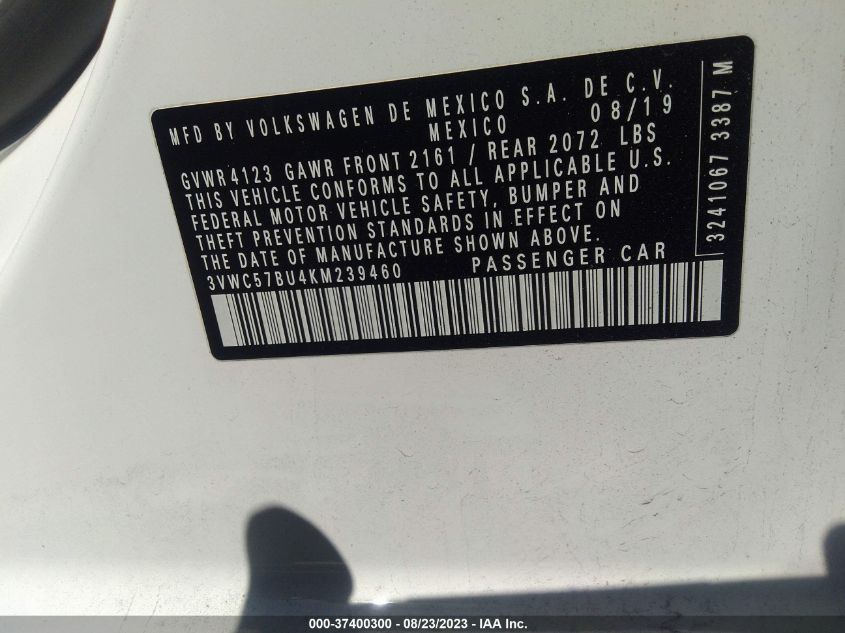 MFD BY VOLKSWAGEN DE MEXICO S.A. DE C.V.
MEXICO 08/19
GVWR 4123 GAWR FRONT 2161 / REAR 2072 LBS
THIS VEHICLE CONFORMS TO ALL APPLICABLE U.S.
FEDERAL MOTOR VEHICLE SAFETY, BUMPER AND
THEFT PREVENTION STANDARDS IN EFFECT ON
THE DATE OF MANUFACTURE SHOWN ABOVE.
3VWC57BU4KM239460 PASSENGER CAR
3241067 3387 M
000-37400300 - 08/23/2023 - IAA Inc.